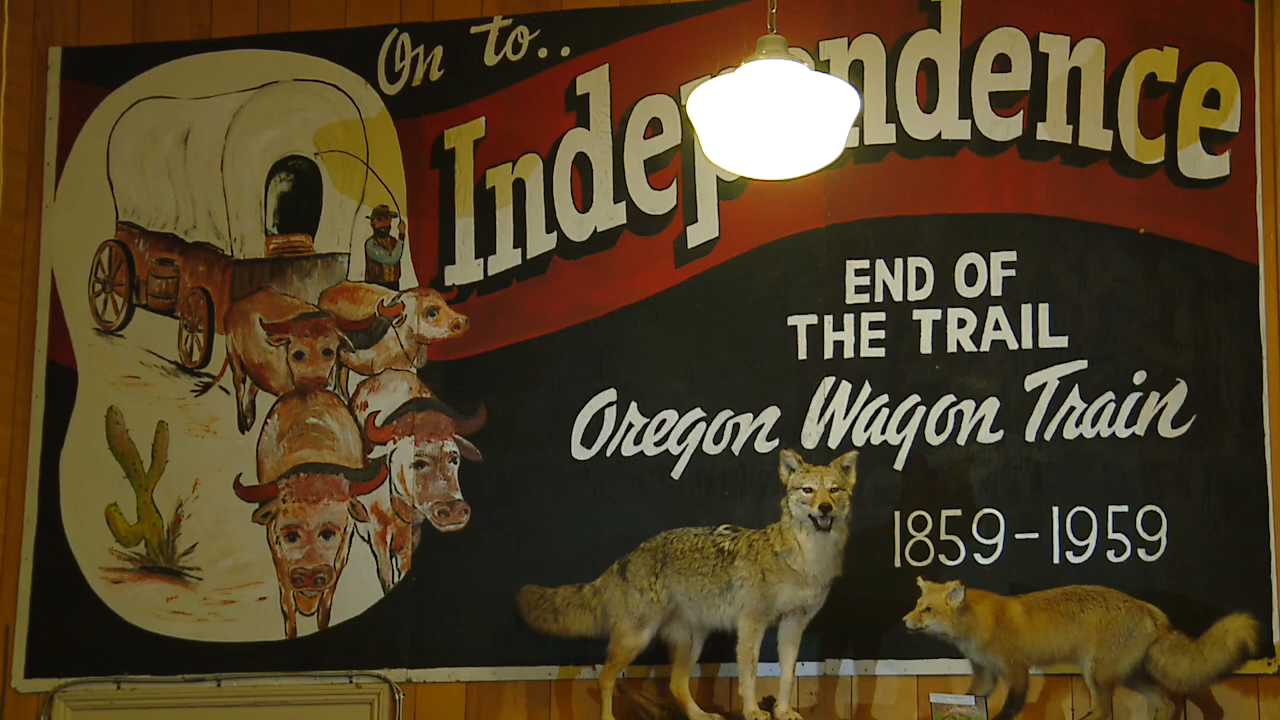 On to..
Independence
END OF
THE TRAIL
Oregon Wagon Train
1859-1959